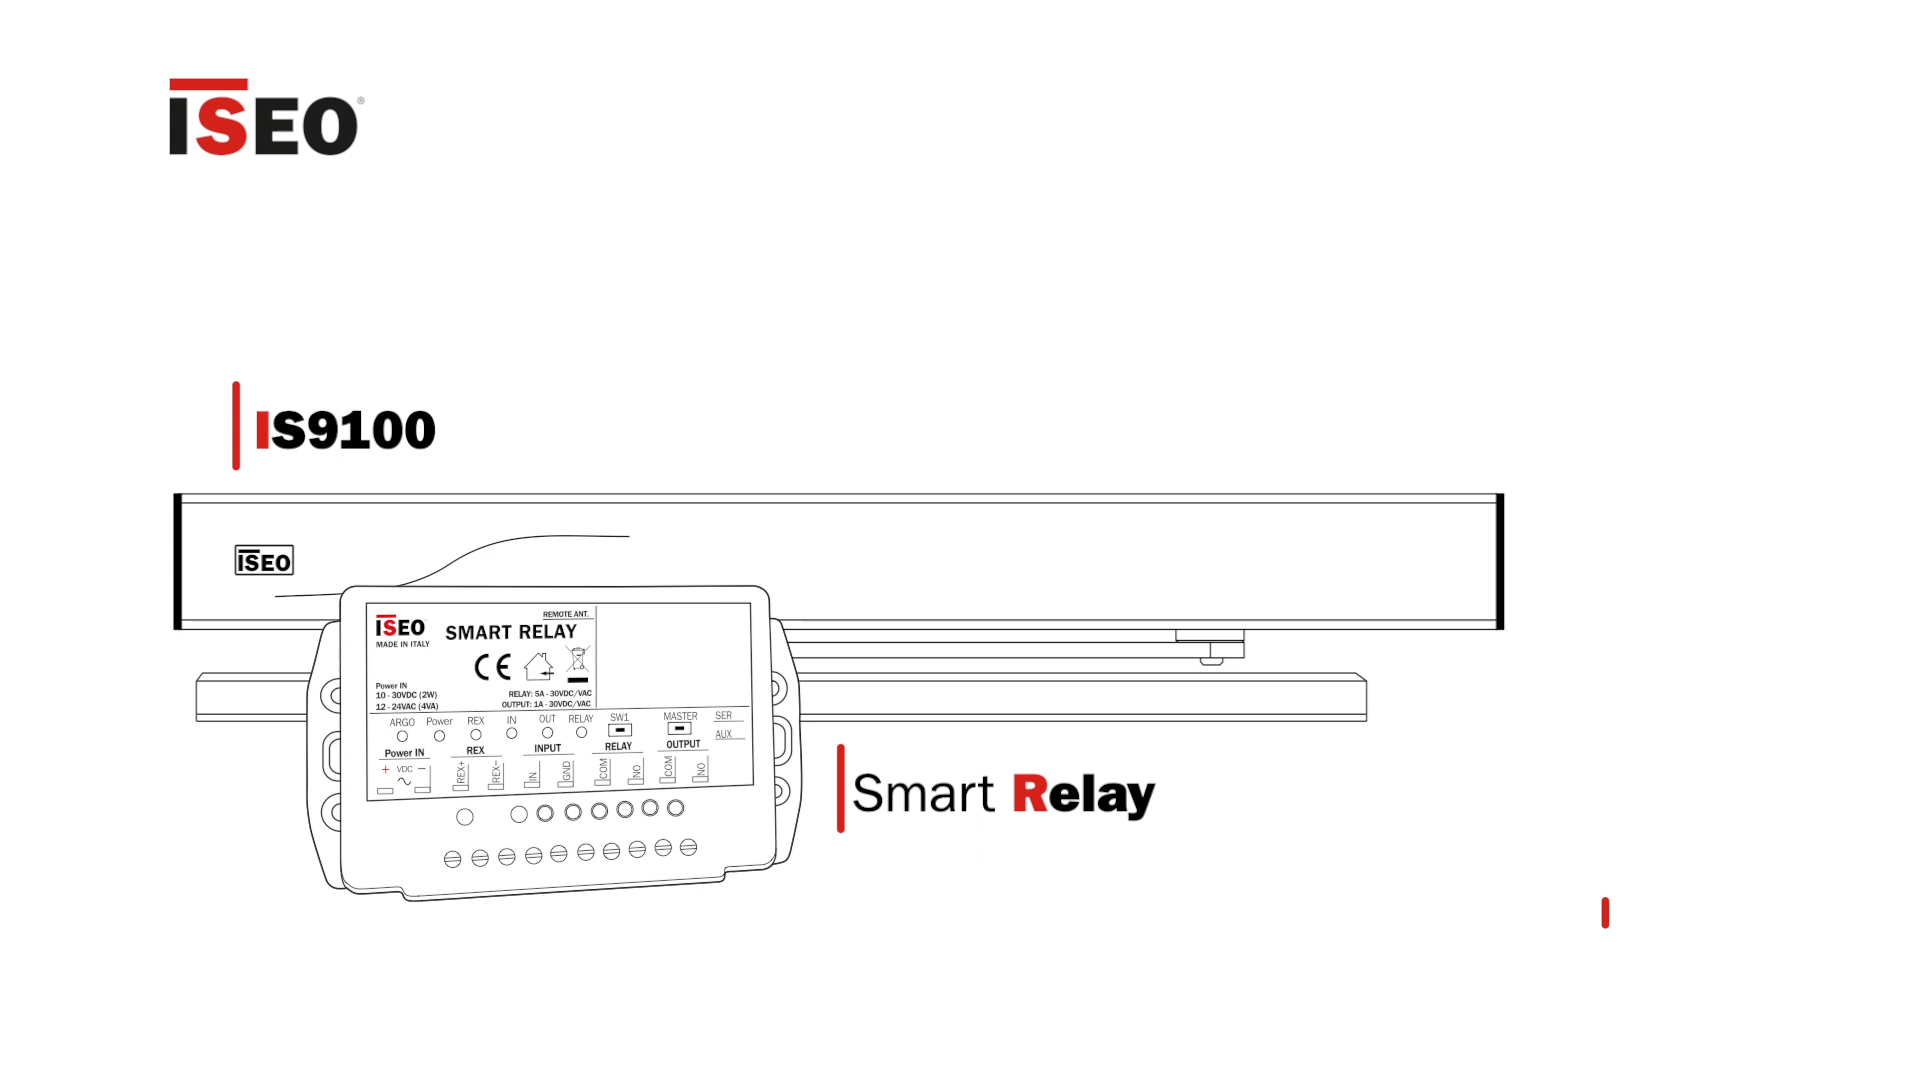 ISEO®
IS9100
ISEO
REMOTE ANT.
ISEO
SMART RELAY
MADE IN ITALY
CE
Power IN
10 - 30VDC (2W)
RELAY: 5A - 30VDC/VAC
12 - 24VAC (4VA)
OUTPUT: 1A - 30VDC/VAC
ARGO Power REX IN OUT RELAY SW1 MASTER SER
AUX
Power IN REX INPUT RELAY OUTPUT
+ VDC - REX+ REX- IN GND COM NO COM NO
Smart Relay